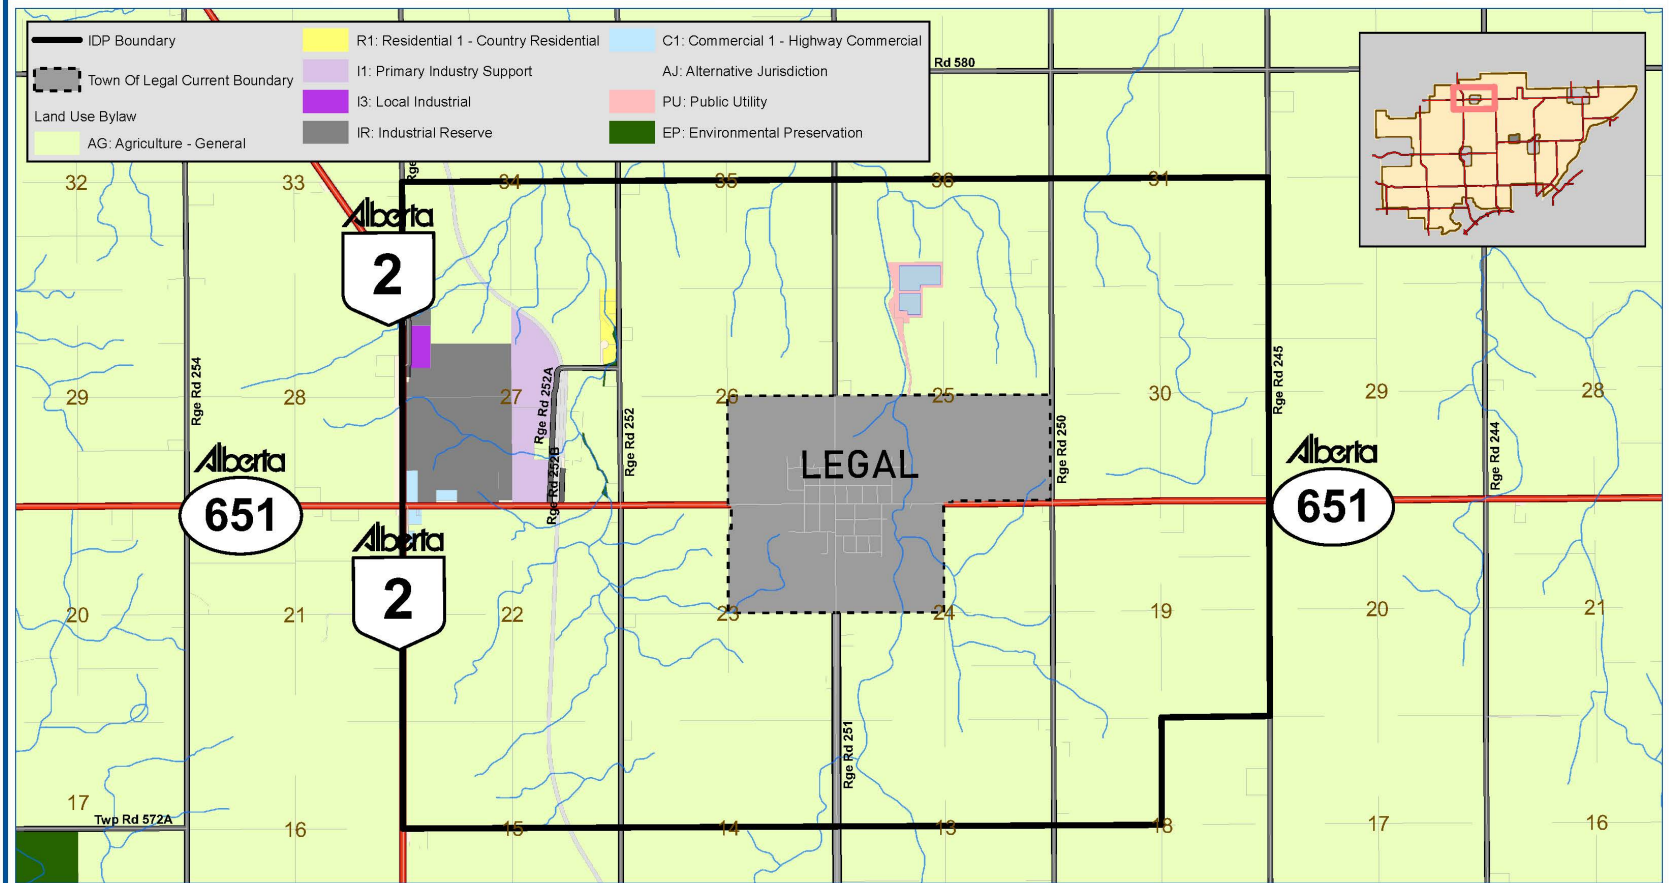 IDP Boundary
Town Of Legal Current Boundary
Land Use Bylaw
AG: Agriculture - General
R1: Residential 1 - Country Residential
I1: Primary Industry Support
I3: Local Industrial
IR: Industrial Reserve
C1: Commercial 1 - Highway Commercial
AJ: Alternative Jurisdiction
PU: Public Utility
EP: Environmental Preservation
Rd 580
Rge
32
33
34
35
36
31
Alberta
2
Rge Rd 254
29
28
27
26
25
30
29
28
Rge Rd 252A
Rge Rd 252B
Rge Rd 252
Rge Rd 250
Rge Rd 245
Rge Rd 244
LEGAL
Alberta
651
Alberta
651
Alberta
2
20
21
22
23
24
19
20
21
Rge Rd 251
17
Twp Rd 572A
16
15
14
13
18
17
16